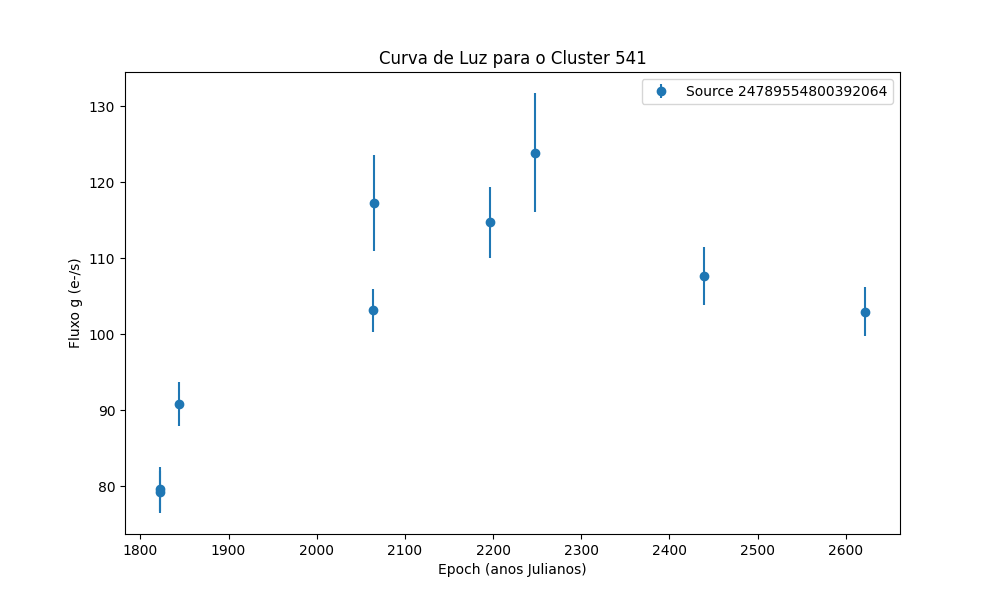 Curva de Luz para o Cluster 541
Source 24789554800392064
Fluxo g (e-/s)
130
120
110
100
90
80
1800 1900 2000 2100 2200 2300 2400 2500 2600
Epoch (anos Julianos)